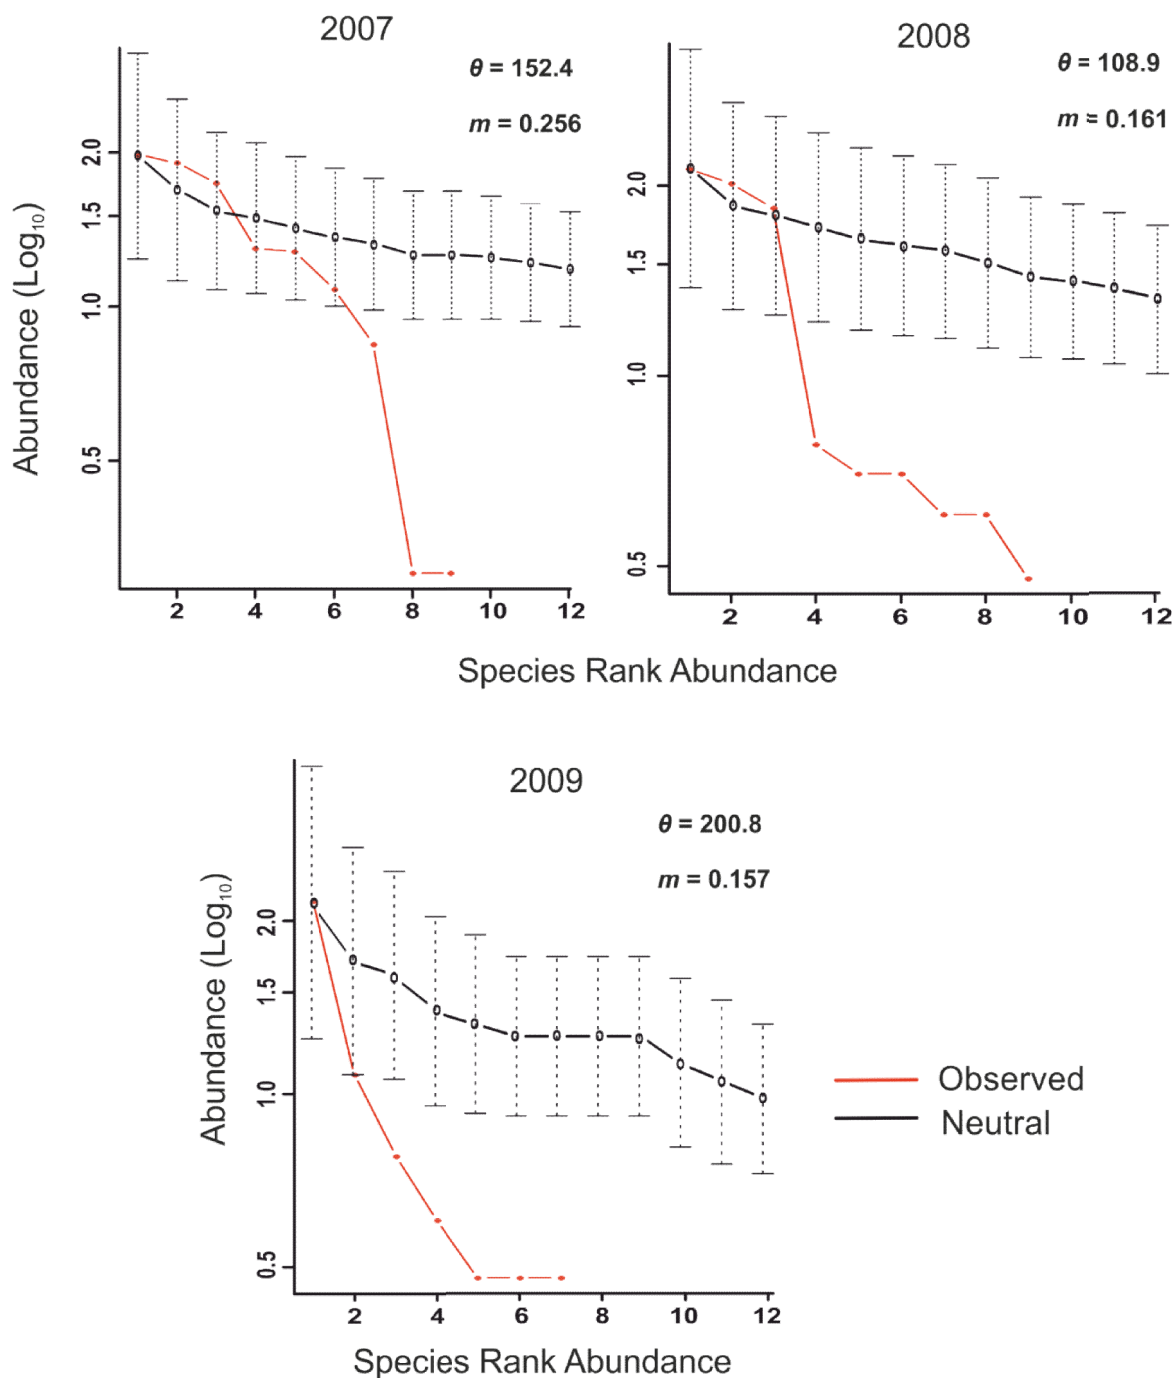 2007
θ = 152.4
m = 0.256
Abundance (Log10)
2.0
1.5
1.0
0.5
2 4 6 8 10 12
2008
θ = 108.9
m = 0.161
2.0
1.5
1.0
0.5
2 4 6 8 10 12
Species Rank Abundance
2009
θ = 200.8
m = 0.157
Abundance (Log10)
2.0
1.5
1.0
0.5
2 4 6 8 10 12
Species Rank Abundance
Observed
Neutral